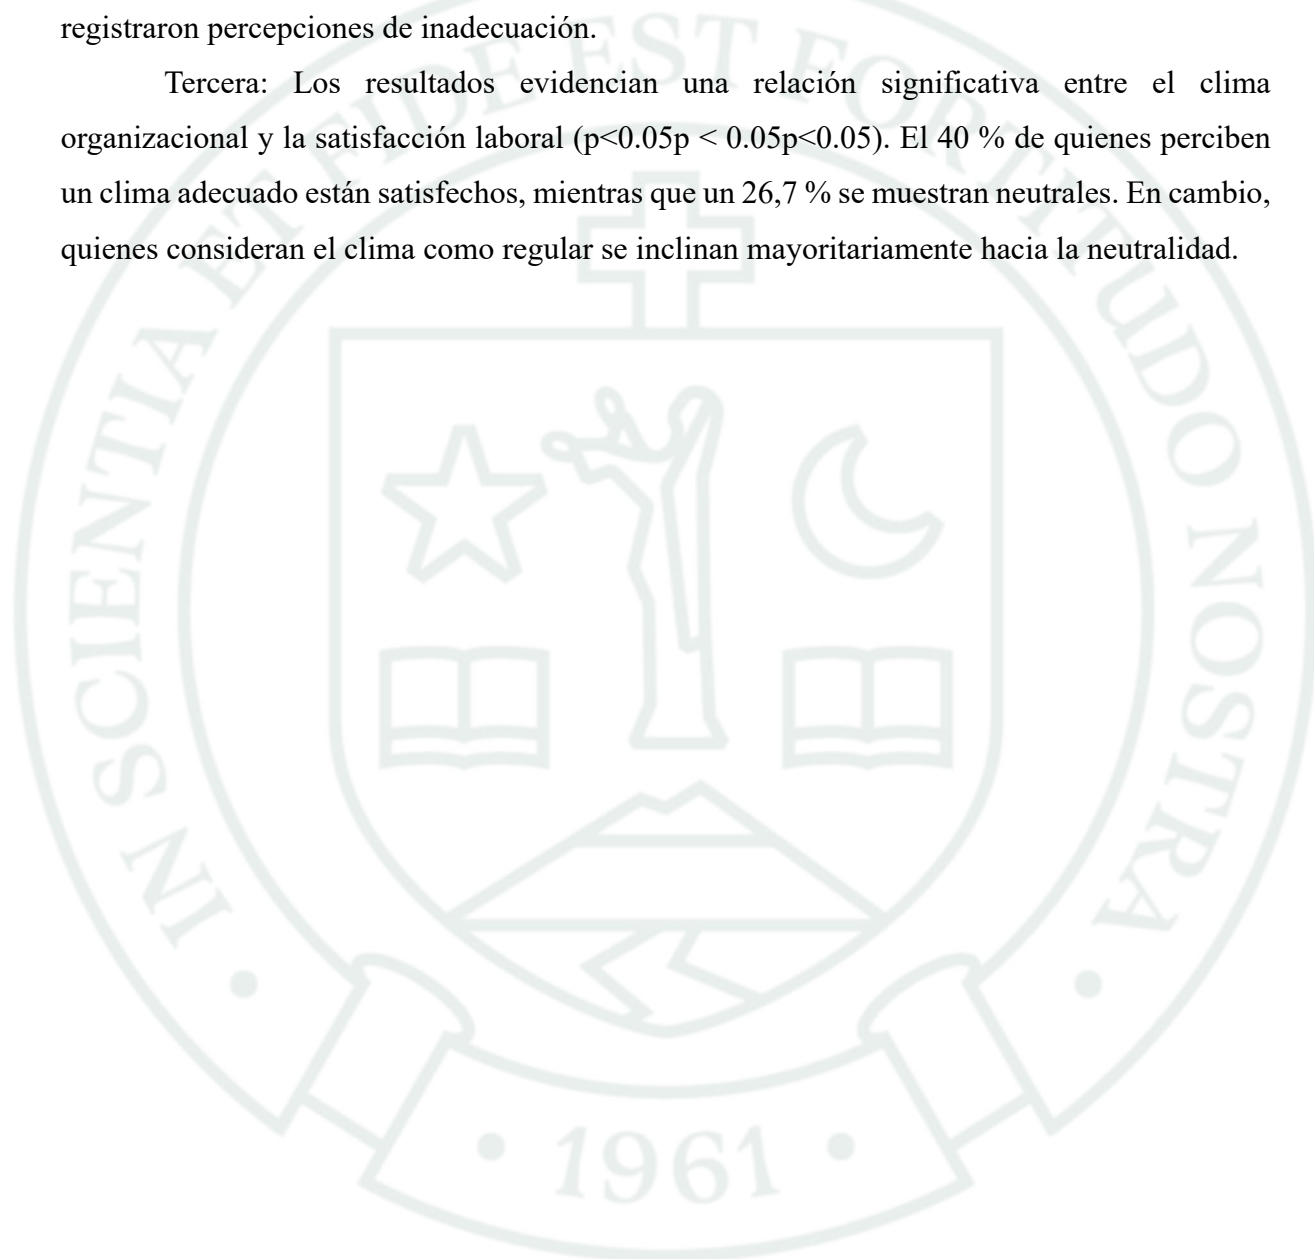 registraron percepciones de inadecuación.
Tercera: Los resultados evidencian una relación significativa entre el clima
organizacional y la satisfacción laboral (p<0.05p < 0.05p<0.05). El 40 % de quienes perciben
un clima adecuado están satisfechos, mientras que un 26,7 % se muestran neutrales. En cambio,
quienes consideran el clima como regular se inclinan mayoritariamente hacia la neutralidad.
IN SCIENTIA ET FIDE EST FORTITUDO NOSTRA
• 1961 •